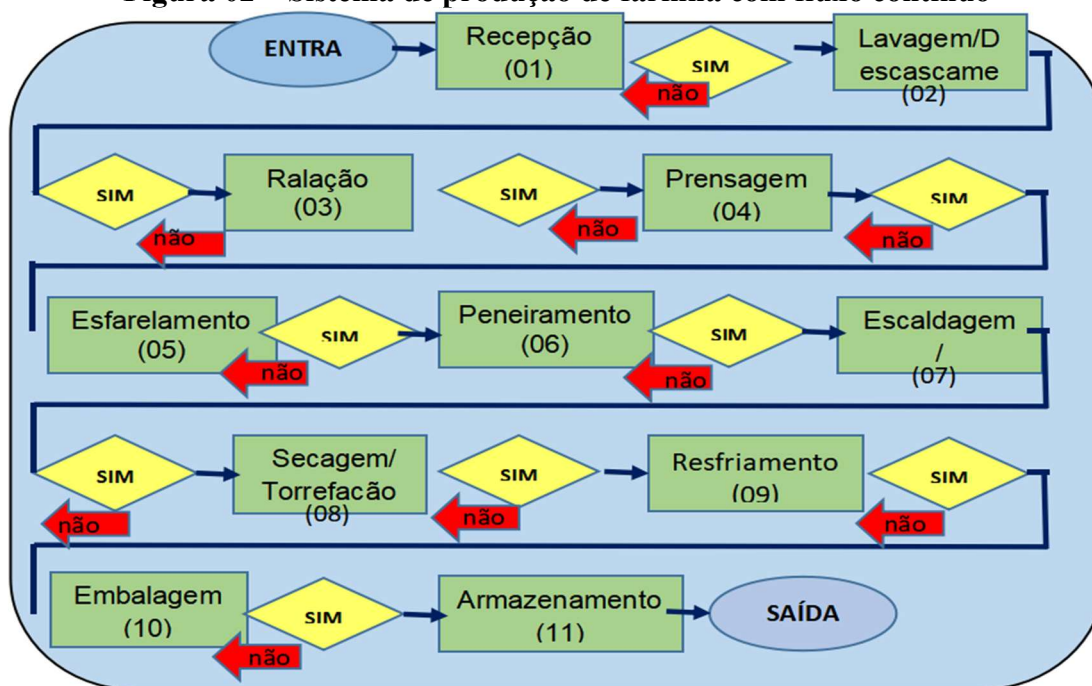 Figura 02 – Sistema de produção de farinha com fluxo contínuo
ENTRA
Recepção
(01)
SIM
não
Lavagem/D
escascame
(02)
SIM
não
Ralação
(03)
SIM
não
Prensagem
(04)
SIM
não
Esfarelamento
(05)
SIM
não
Peneiramento
(06)
SIM
não
Escaldagem
/
(07)
SIM
não
Secagem/
Torrefação
(08)
SIM
não
Resfriamento
(09)
SIM
não
Embalagem
(10)
SIM
não
Armazenamento
(11)
SAÍDA